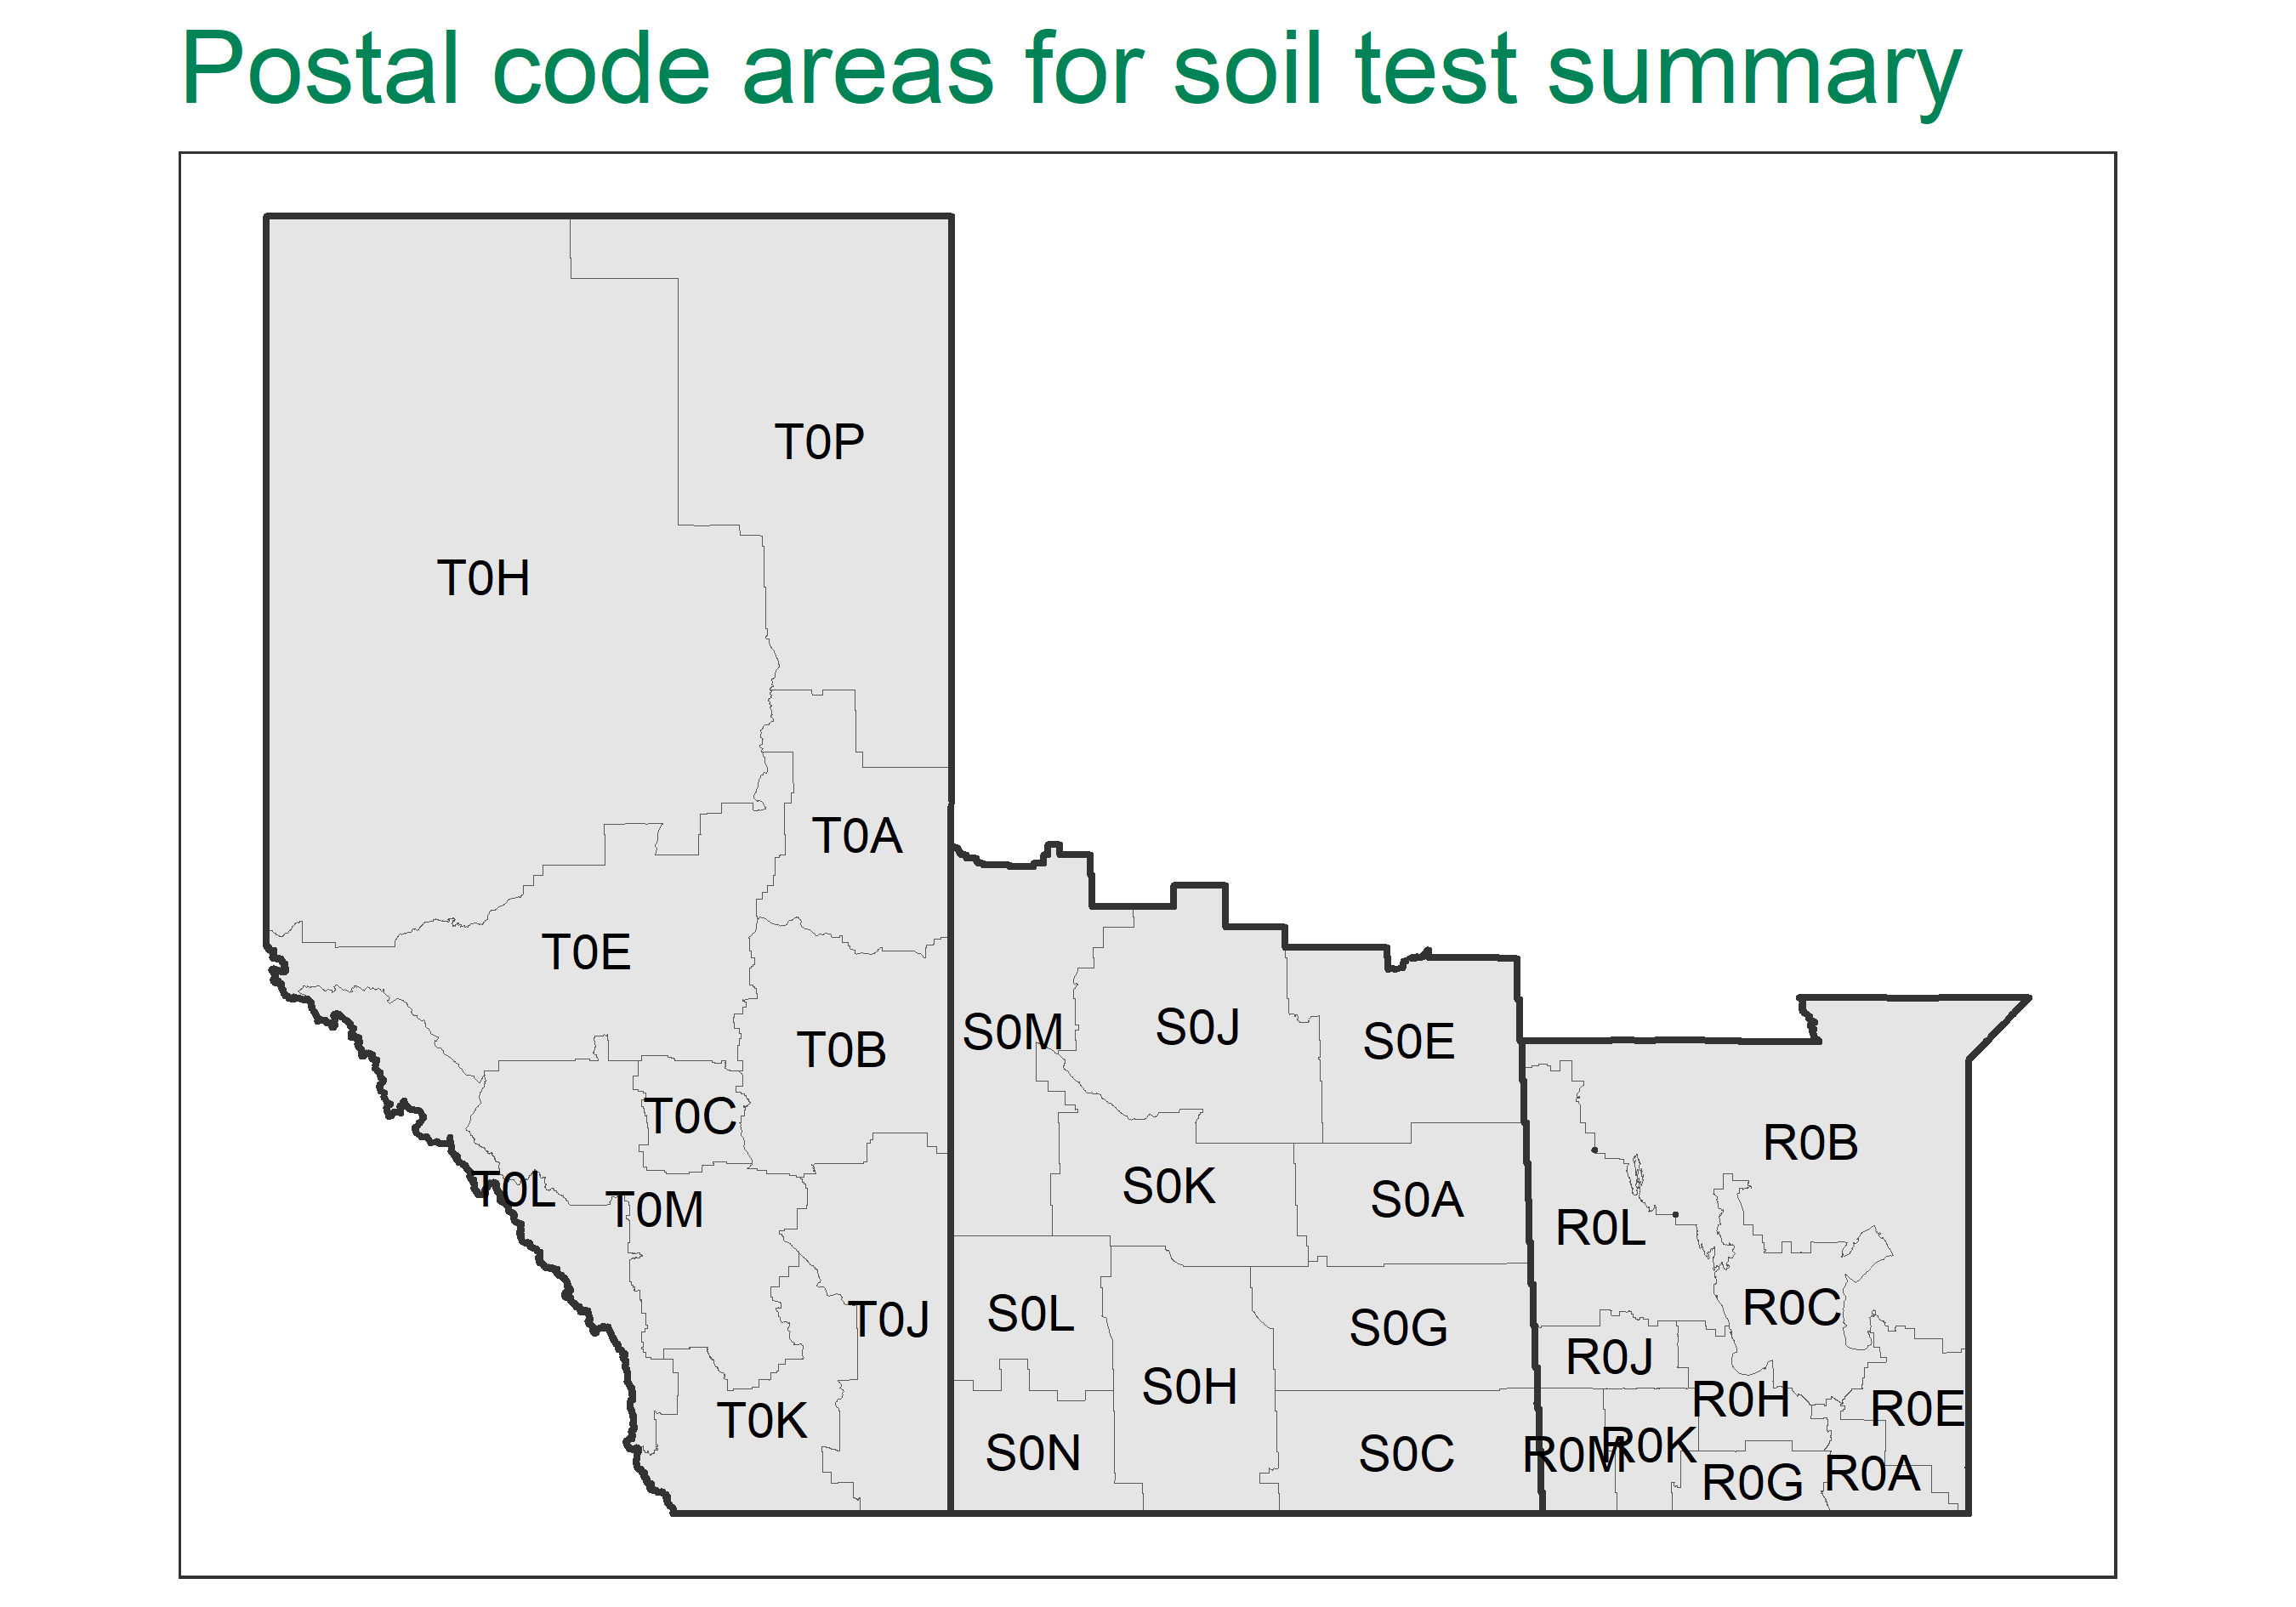 Postal code areas for soil test summary
T0P
T0H
T0A
T0E
T0B
S0M
S0J
S0E
T0C
R0B
T0L
T0M
S0K
S0A
R0L
T0J
S0L
S0G
R0C
R0J
S0H
R0H
T0K
R0E
S0N
S0C
R0M
R0K
R0G
R0A